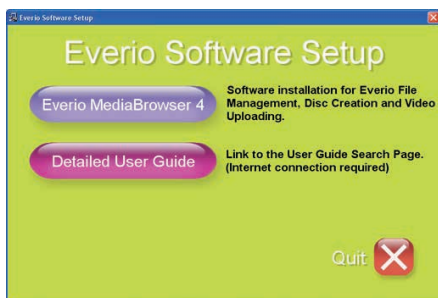 Everio Software Setup
Everio Software Setup
Everio MediaBrowser 4
Software installation for Everio File
Management, Disc Creation and Video
Uploading.
Detailed User Guide
Link to the User Guide Search Page.
(Internet connection required)
Quit